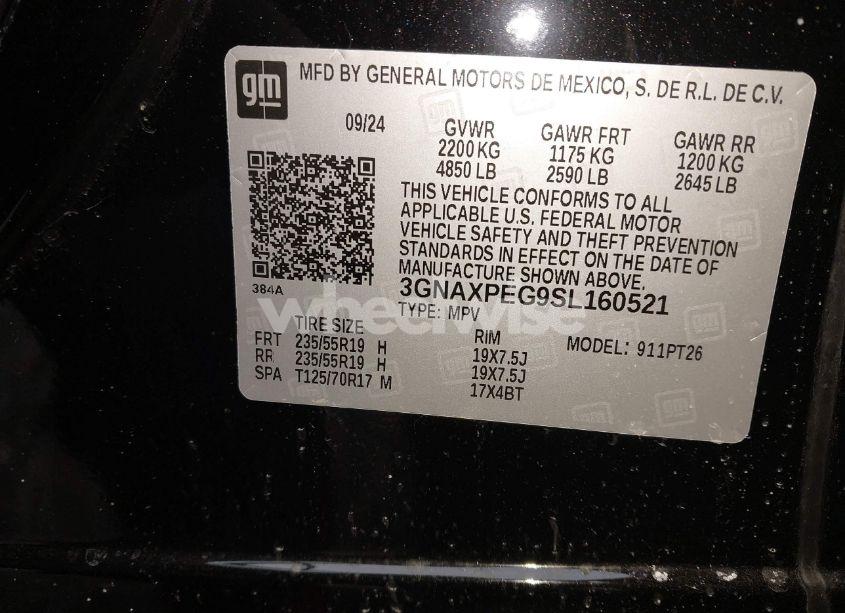 gm MFD BY GENERAL MOTORS DE MEXICO, S. DE R.L. DE C.V.
09/24
GVWR GAWR FRT GAWR RR
2200 KG 1175 KG 1200 KG
4850 LB 2590 LB 2645 LB
THIS VEHICLE CONFORMS TO ALL
APPLICABLE U.S. FEDERAL MOTOR
VEHICLE SAFETY AND THEFT PREVENTION
STANDARDS IN EFFECT ON THE DATE OF
MANUFACTURE SHOWN ABOVE.
384A
3GNAXPEG9SL160521
TYPE: MPV
wheelwise
TIRE SIZE RIM MODEL: 911PT26
FRT 235/55R19 H 19X7.5J
RR 235/55R19 H 19X7.5J
SPA T125/70R17 M 17X4BT